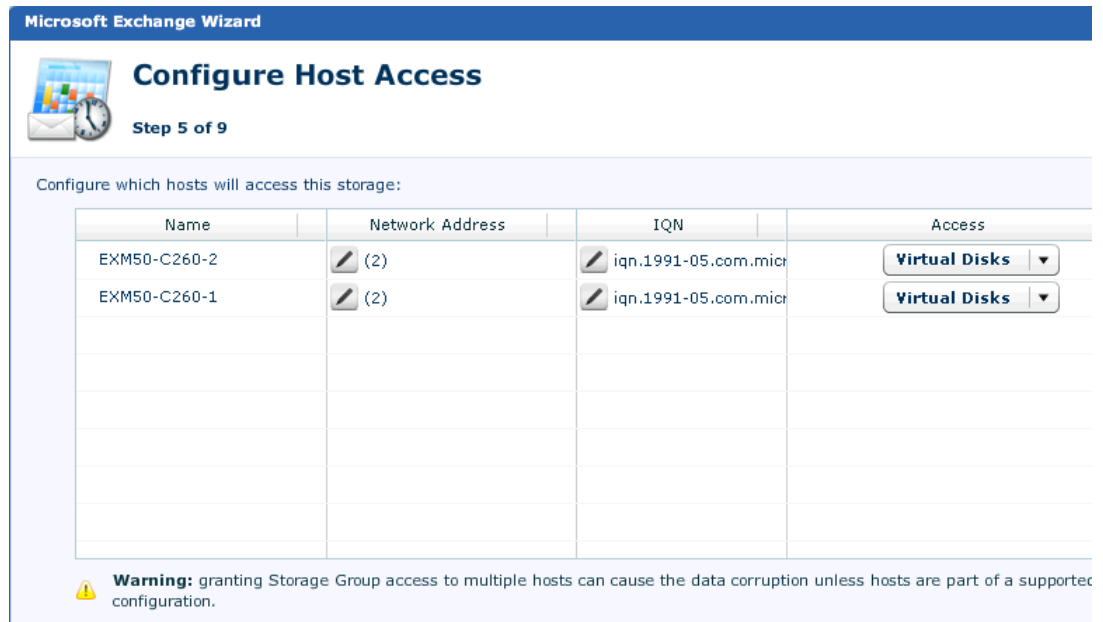 Microsoft Exchange Wizard
Configure Host Access
Step 5 of 9
Configure which hosts will access this storage:
Name Network Address IQN Access
EXM50-C260-2 (2) iqn.1991-05.com.micr Virtual Disks
EXM50-C260-1 (2) iqn.1991-05.com.micr Virtual Disks
Warning: granting Storage Group access to multiple hosts can cause the data corruption unless hosts are part of a supported
configuration.